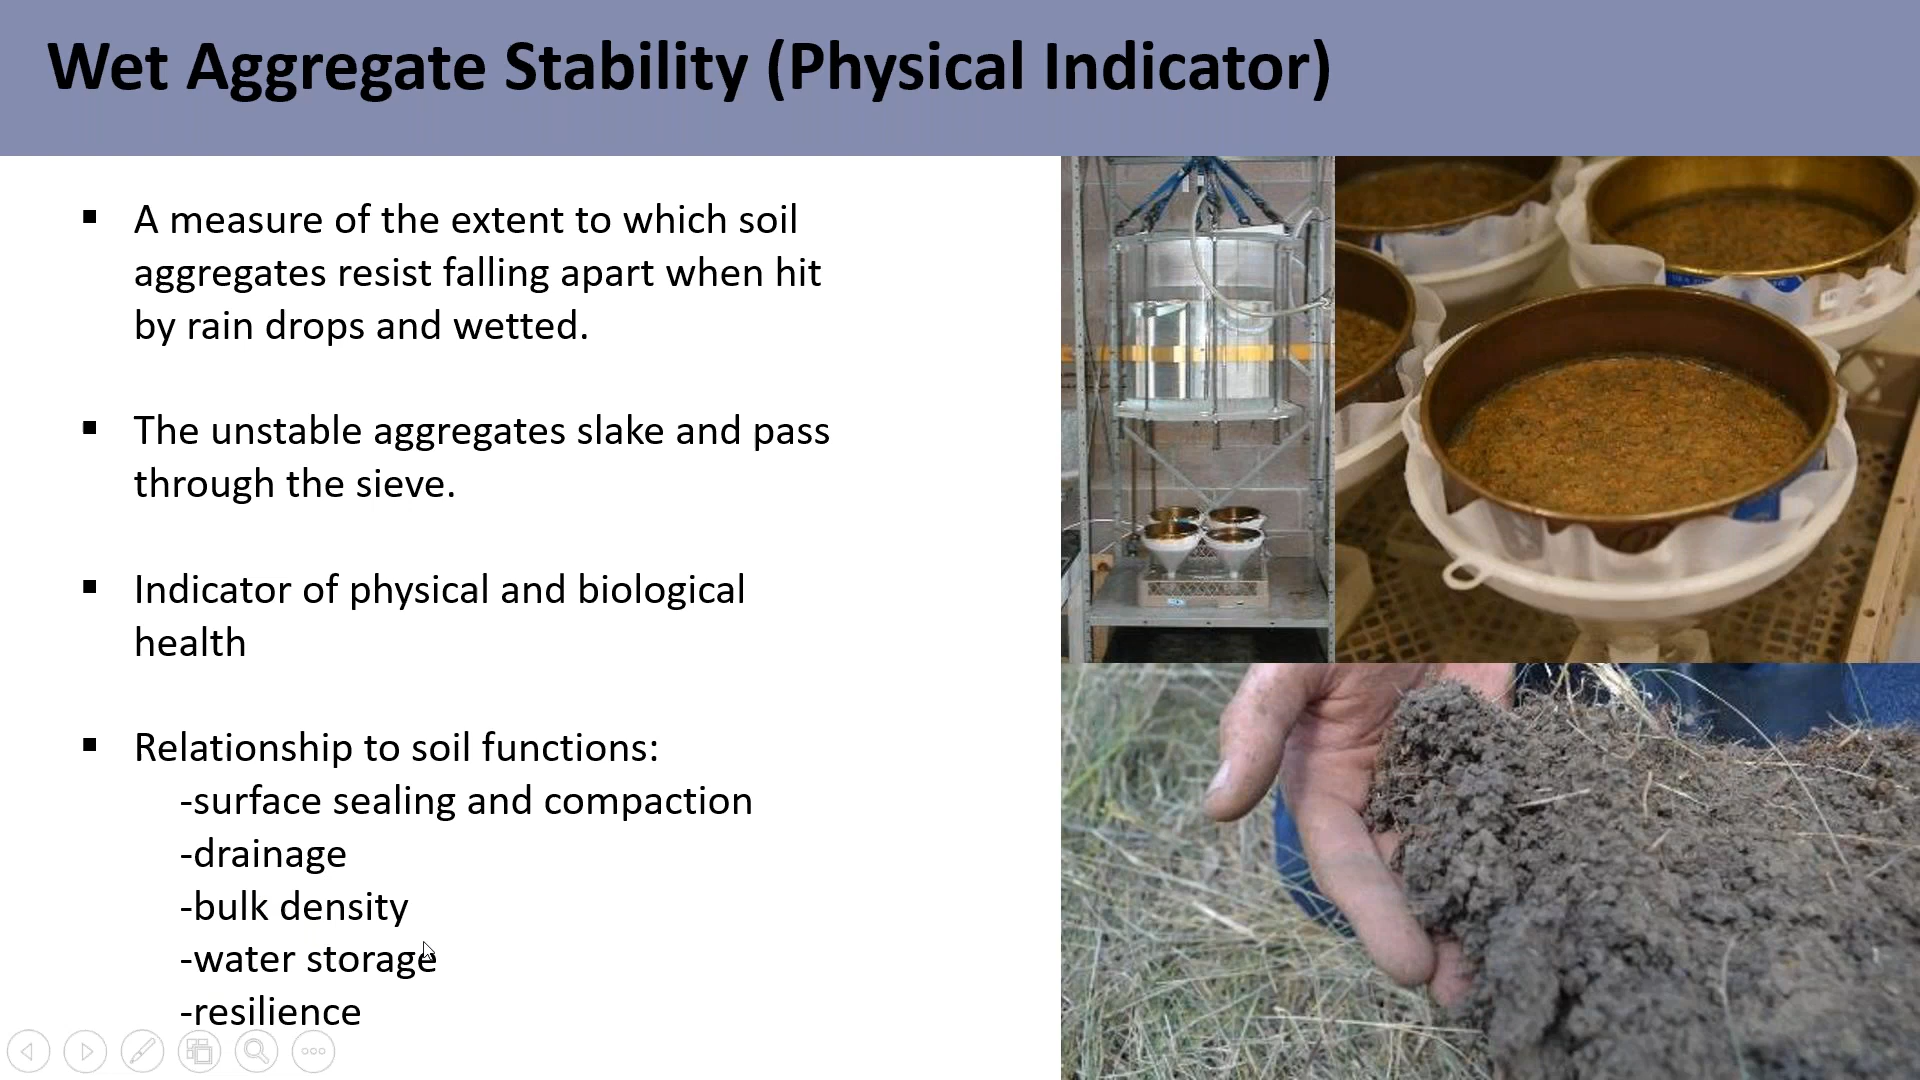 Wet Aggregate Stability (Physical Indicator)
▪ A measure of the extent to which soil
aggregates resist falling apart when hit
by rain drops and wetted.
▪ The unstable aggregates slake and pass
through the sieve.
▪ Indicator of physical and biological
health
▪ Relationship to soil functions:
-surface sealing and compaction
-drainage
-bulk density
-water storage
-resilience